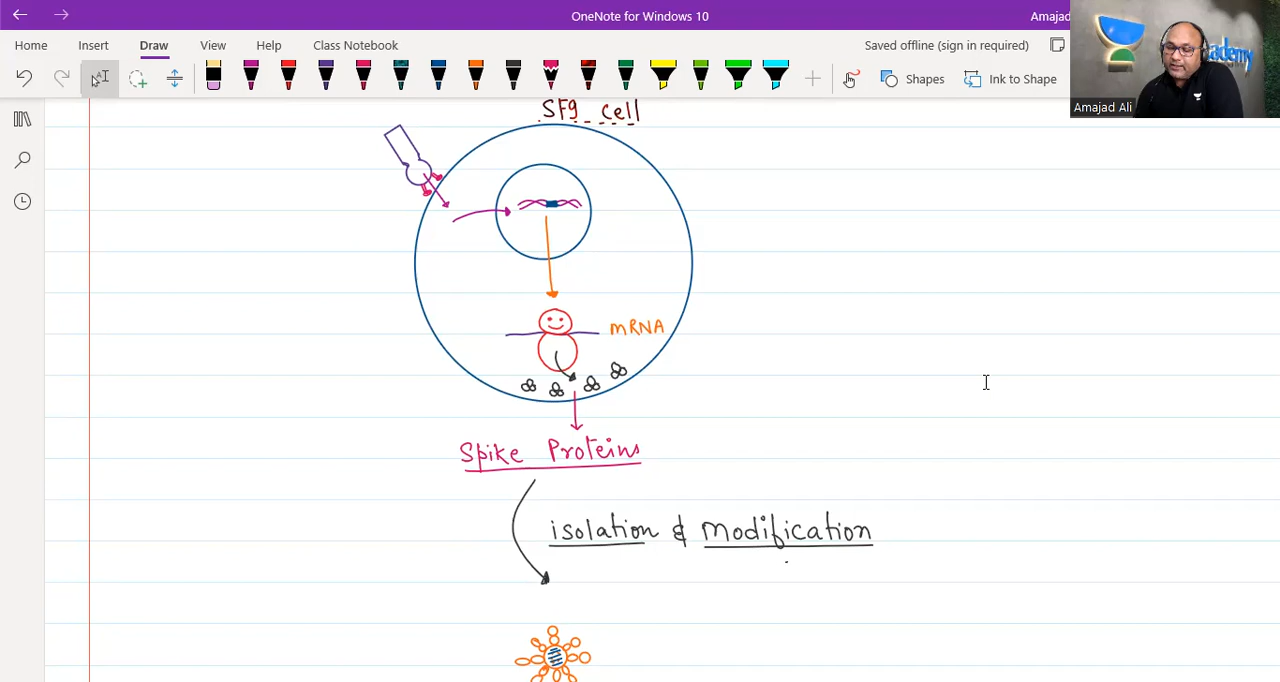 OneNote for Windows 10
Amajad
Home Insert Draw View Help Class Notebook
Saved offline (sign in required)
Shapes
Ink to Shape
Amajad Ali
SF9 cell
mRNA
Spike Proteins
isolation & Modification